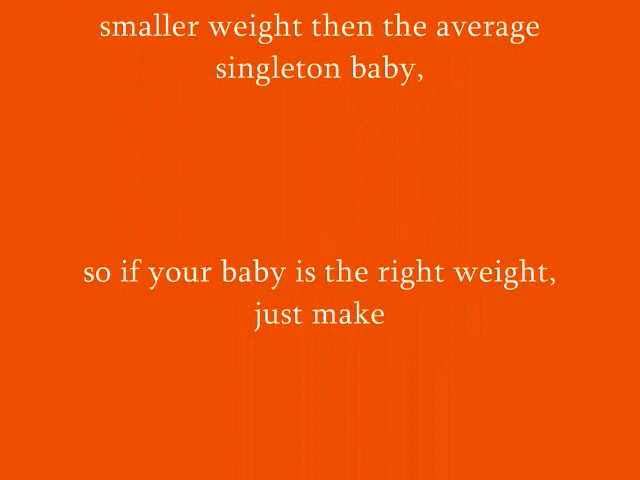 smaller weight then the average
singleton baby,
so if your baby is the right weight,
just make